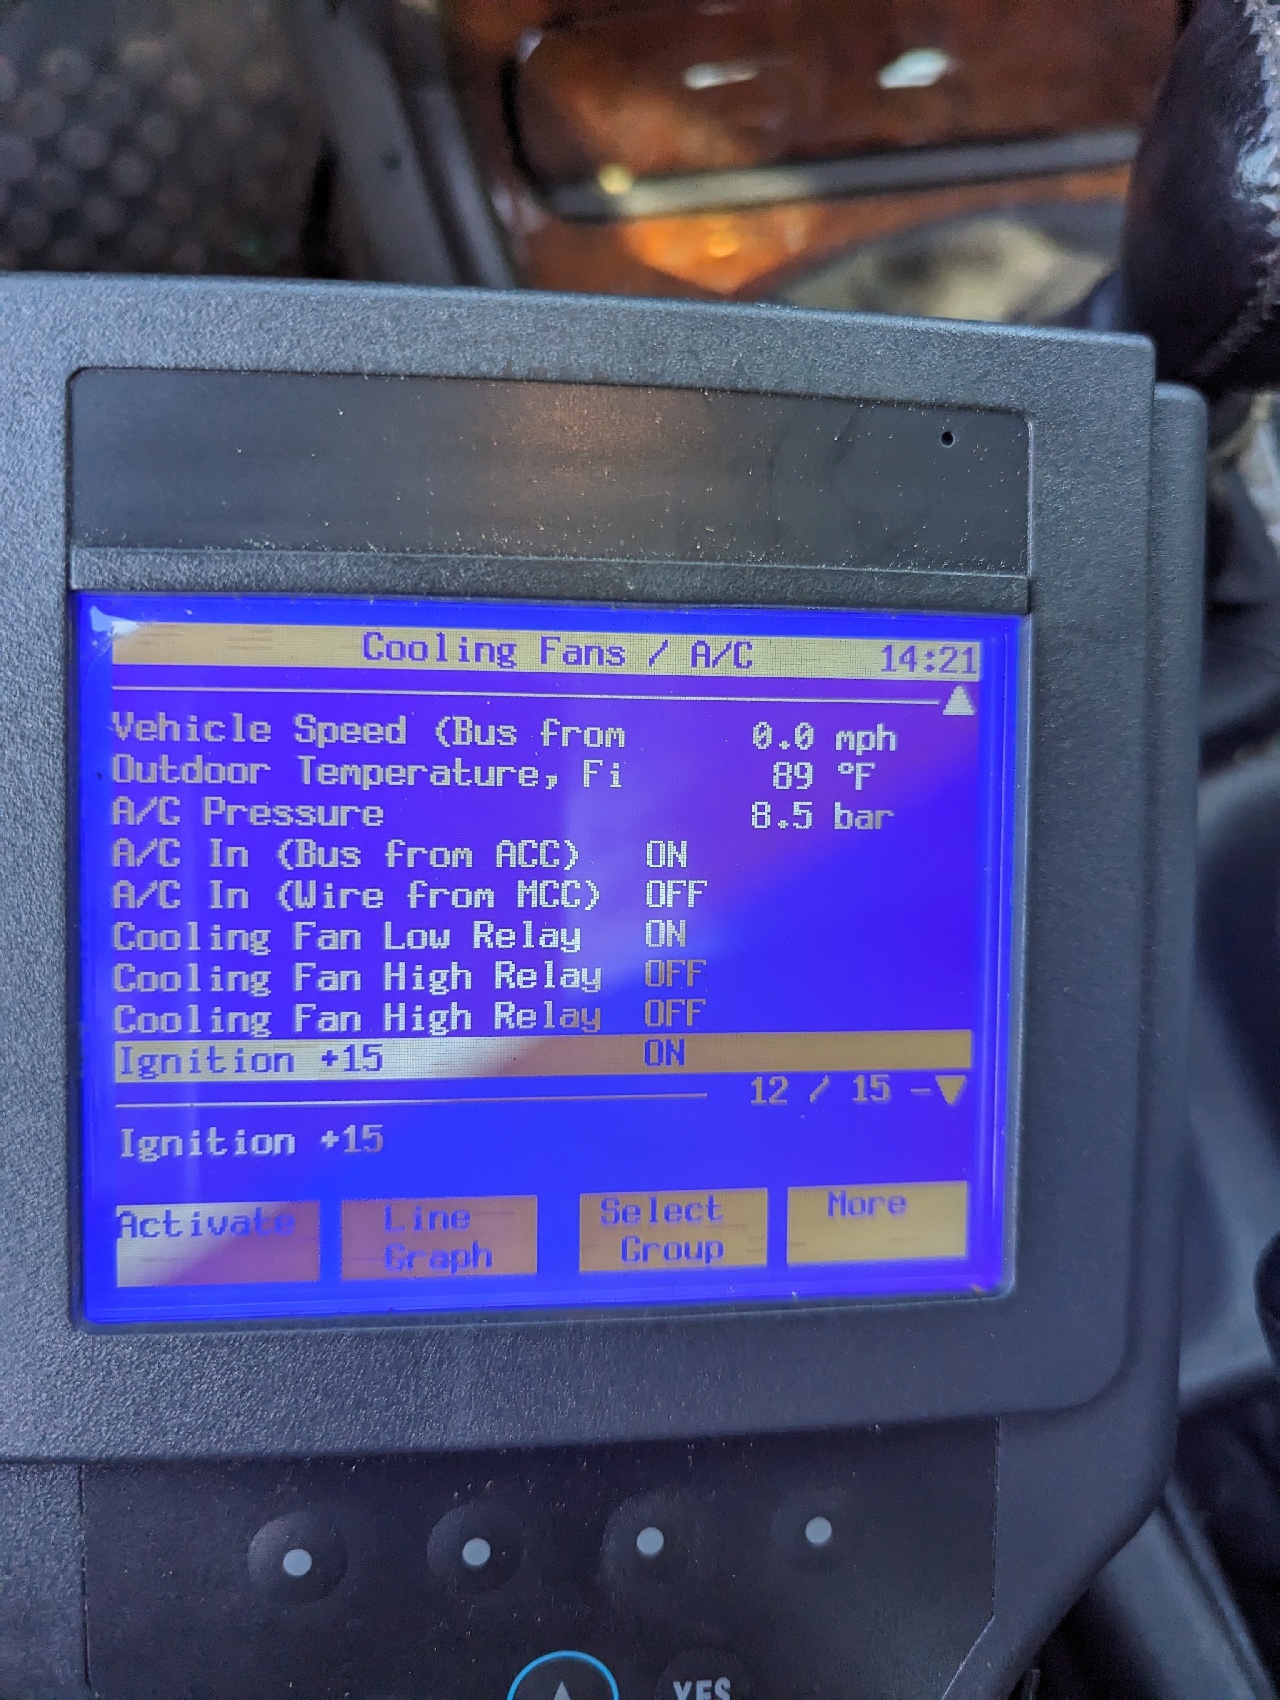 Cooling Fans / A/C 14:21
Vehicle Speed (Bus from 0.0 mph
Outdoor Temperature, Fi 89 °F
A/C Pressure 8.5 bar
A/C In (Bus from ACC) ON
A/C In (Wire from MCC) OFF
Cooling Fan Low Relay ON
Cooling Fan High Relay OFF
Cooling Fan High Relay OFF
Ignition +15 ON
12 / 15
Ignition +15
Activate Line Graph Select Group More
YES